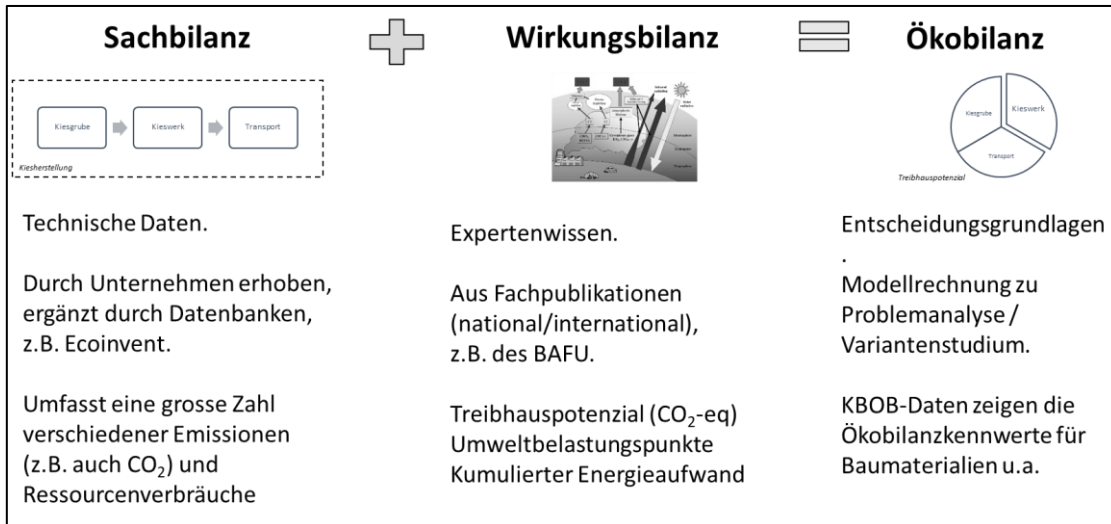 Sachbilanz
Wirkungsbilanz
Ökobilanz
Kiesgrube
Kieswerk
Transport
Kiesherstellung
Kiesgrube
Kieswerk
Transport
Treibhauspotenzial
Technische Daten.
Durch Unternehmen erhoben,
ergänzt durch Datenbanken,
z.B. Ecoinvent.
Umfasst eine grosse Zahl
verschiedener Emissionen
(z.B. auch CO₂) und
Ressourcenverbräuche
Expertenwissen.
Aus Fachpublikationen
(national/international),
z.B. des BAFU.
Treibhauspotenzial (CO₂-eq)
Umweltbelastungspunkte
Kumulierter Energieaufwand
Entscheidungsgrundlagen
.
Modellrechnung zu
Problemanalyse /
Variantenstudium.
KBOB-Daten zeigen die
Ökobilanzkennwerte für
Baumaterialien u.a.